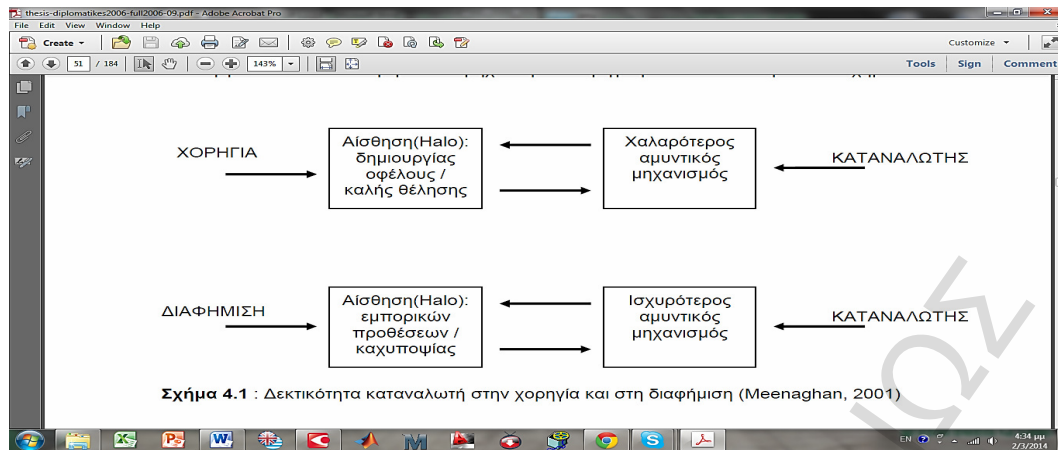 thesis-diplomatikes2006-full2006-09.pdf - Adobe Acrobat Pro
File Edit View Window Help
Create Customize
51 / 184 143% Tools Sign Comment
ΧΟΡΗΓΙΑ
Αίσθηση(Halo):
δημιουργίας
οφέλους /
καλής θέλησης
Χαλαρότερος
αμυντικός
μηχανισμός
ΚΑΤΑΝΑΛΩΤΗΣ
ΔΙΑΦΗΜΙΣΗ
Αίσθηση(Halo):
εμπορικών
προθέσεων /
καχυποψίας
Ισχυρότερος
αμυντικός
μηχανισμός
ΚΑΤΑΝΑΛΩΤΗΣ
Σχήμα 4.1 : Δεκτικότητα καταναλωτή στην χορηγία και στη διαφήμιση (Meenaghan, 2001)
ΙΩΣ
EN 4:34 μμ
2/3/2014